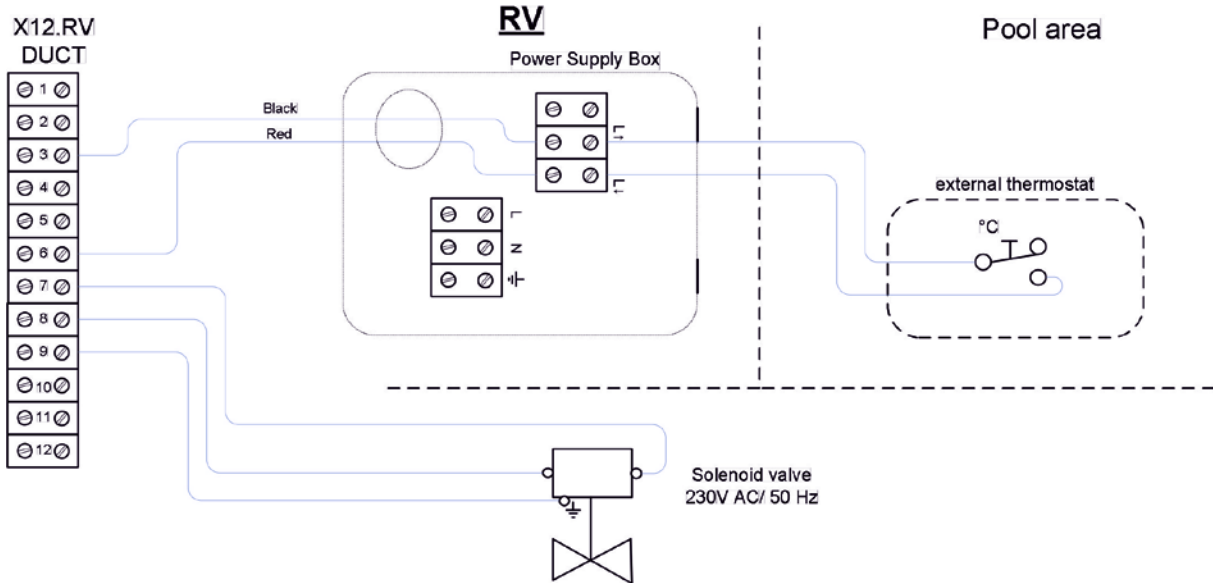 X12.RV
DUCT
RV
Pool area
Power Supply Box
1
2
3
4
5
6
7
8
9
10
11
12
Black
Red
L↑
L↓
L
N
external thermostat
°C
Solenoid valve
230V AC/ 50 Hz